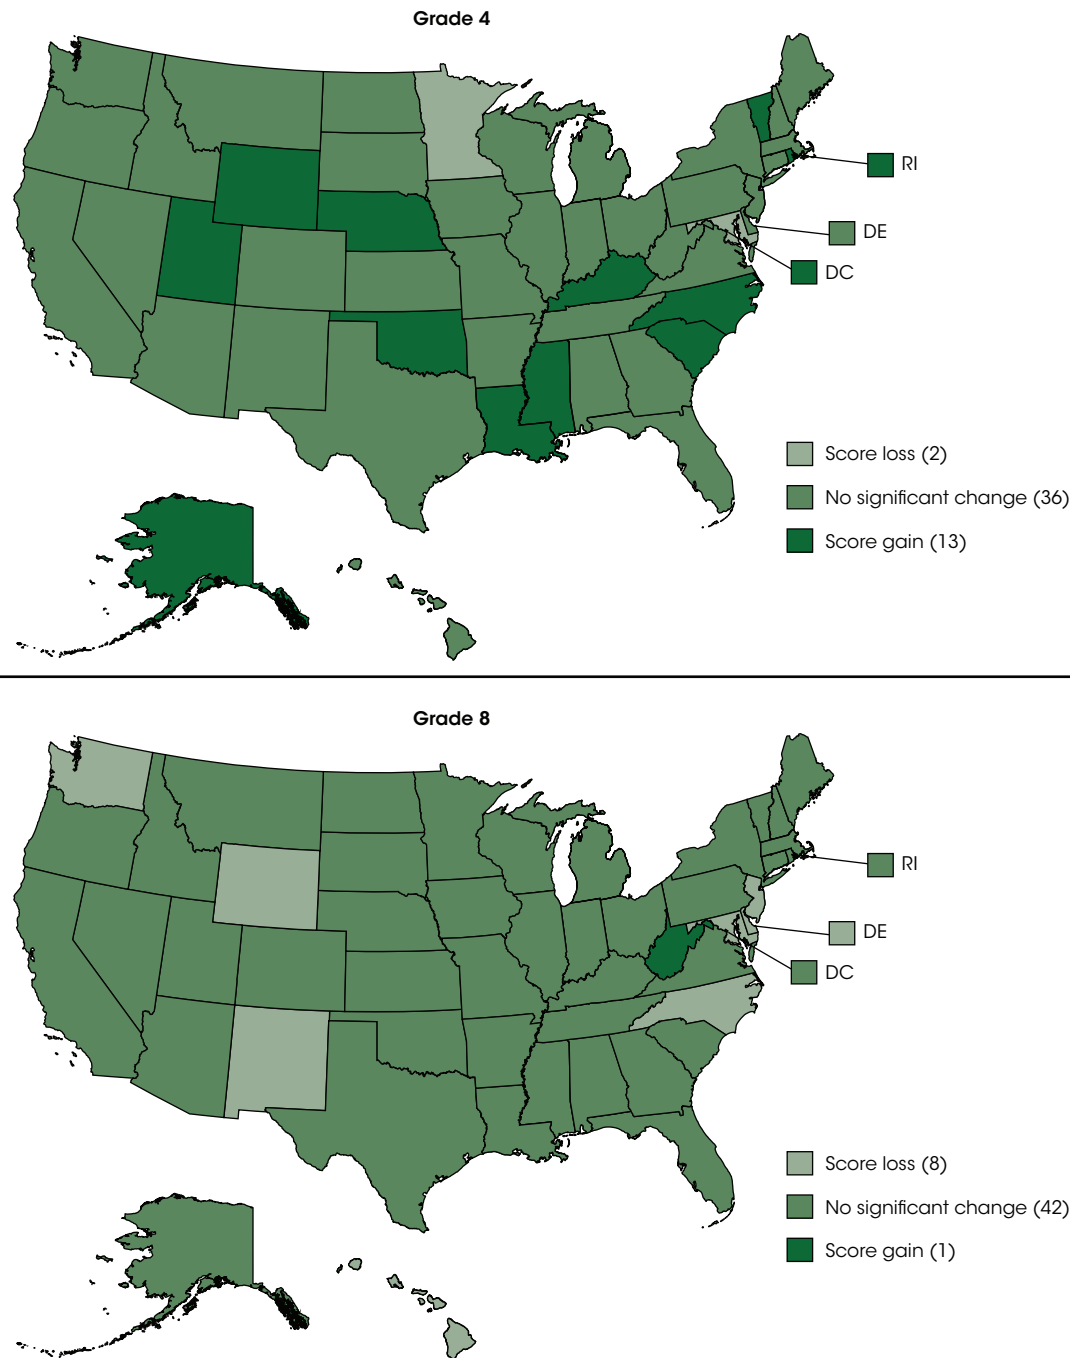 Grade 4
RI
DE
DC
Score loss (2)
No significant change (36)
Score gain (13)
Grade 8
RI
DE
DC
Score loss (8)
No significant change (42)
Score gain (1)